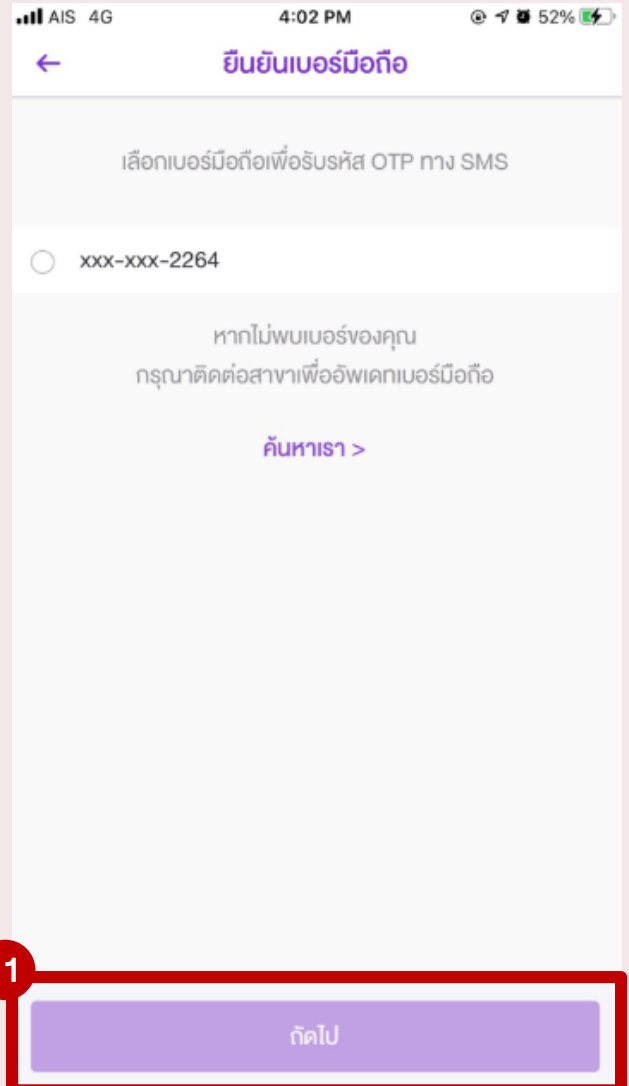 AIS 4G 4:02 PM 52%
ยืนยันเบอร์มือถือ
เลือกเบอร์มือถือเพื่อรับรหัส OTP ทาง SMS
xxx-xxx-2264
หากไม่พบเบอร์ของคุณ
กรุณาติดต่อสาขาเพื่ออัพเดทเบอร์มือถือ
ค้นหาเรา >
1
ถัดไป